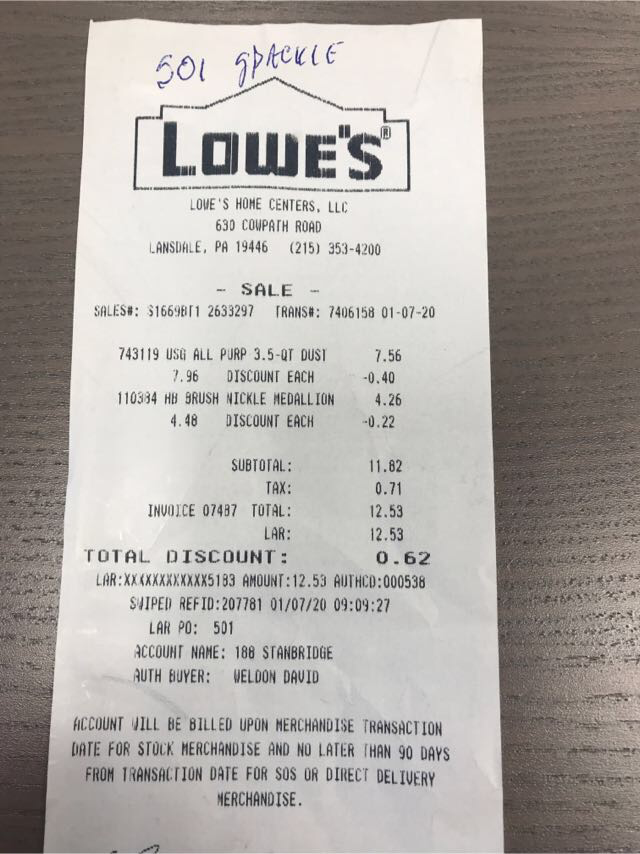 501 SPACKLE
LOWE'S®
LOWE'S HOME CENTERS, LLC
630 COWPATH ROAD
LANSDALE, PA 19446 (215) 353-4200
- SALE -
SALES#: S1669BT1 2633297 TRANS#: 7406158 01-07-20
743119 USG ALL PURP 3.5-QT DUST 7.56
7.96 DISCOUNT EACH -0.40
110384 HB BRUSH NICKLE MEDALLION 4.26
4.48 DISCOUNT EACH -0.22
SUBTOTAL: 11.82
TAX: 0.71
INVOICE 07487 TOTAL: 12.53
LAR: 12.53
TOTAL DISCOUNT: 0.62
LAR:XXXXXXXXXXXX5183 AMOUNT:12.53 AUTHCD:000538
SWIPED REFID:207781 01/07/20 09:09:27
LAR PO: 501
ACCOUNT NAME: 188 STANBRIDGE
AUTH BUYER: WELDON DAVID
ACCOUNT WILL BE BILLED UPON MERCHANDISE TRANSACTION
DATE FOR STOCK MERCHANDISE AND NO LATER THAN 90 DAYS
FROM TRANSACTION DATE FOR SOS OR DIRECT DELIVERY
MERCHANDISE.